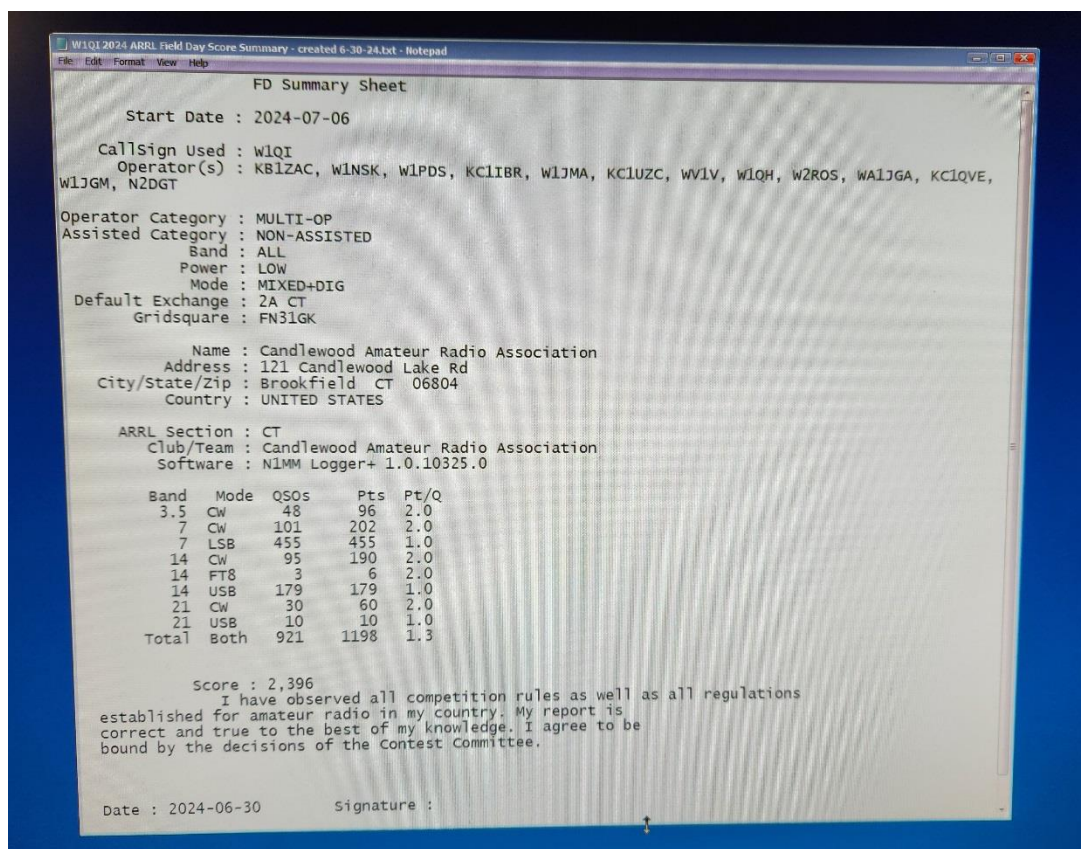 W1QI 2024 ARRL Field Day Score Summary - created 6-30-24.txt - Notepad
File Edit Format View Help
FD Summary Sheet
Start Date : 2024-07-06
CallSign Used : W1QI
Operator(s) : KB1ZAC, W1NSK, W1PDS, KC1IBR, W1JMA, KC1UZC, WV1V, W1QH, W2ROS, WA1JGA, KC1QVE,
W1JGM, N2DGT
Operator Category : MULTI-OP
Assisted Category : NON-ASSISTED
Band : ALL
Power : LOW
Mode : MIXED+DIG
Default Exchange : 2A CT
Gridsquare : FN31GK
Name : Candlewood Amateur Radio Association
Address : 121 Candlewood Lake Rd
City/State/Zip : Brookfield CT 06804
Country : UNITED STATES
ARRL Section : CT
Club/Team : Candlewood Amateur Radio Association
Software : N1MM Logger+ 1.0.10325.0
Band Mode QSOs Pts Pt/Q
3.5 CW 48 96 2.0
7 CW 101 202 2.0
7 LSB 455 455 1.0
14 CW 95 190 2.0
14 FT8 3 6 2.0
14 USB 179 179 1.0
21 CW 30 60 2.0
21 USB 10 10 1.0
Total Both 921 1198 1.3
Score : 2,396
I have observed all competition rules as well as all regulations
established for amateur radio in my country. My report is
correct and true to the best of my knowledge. I agree to be
bound by the decisions of the Contest Committee.
Date : 2024-06-30 Signature :